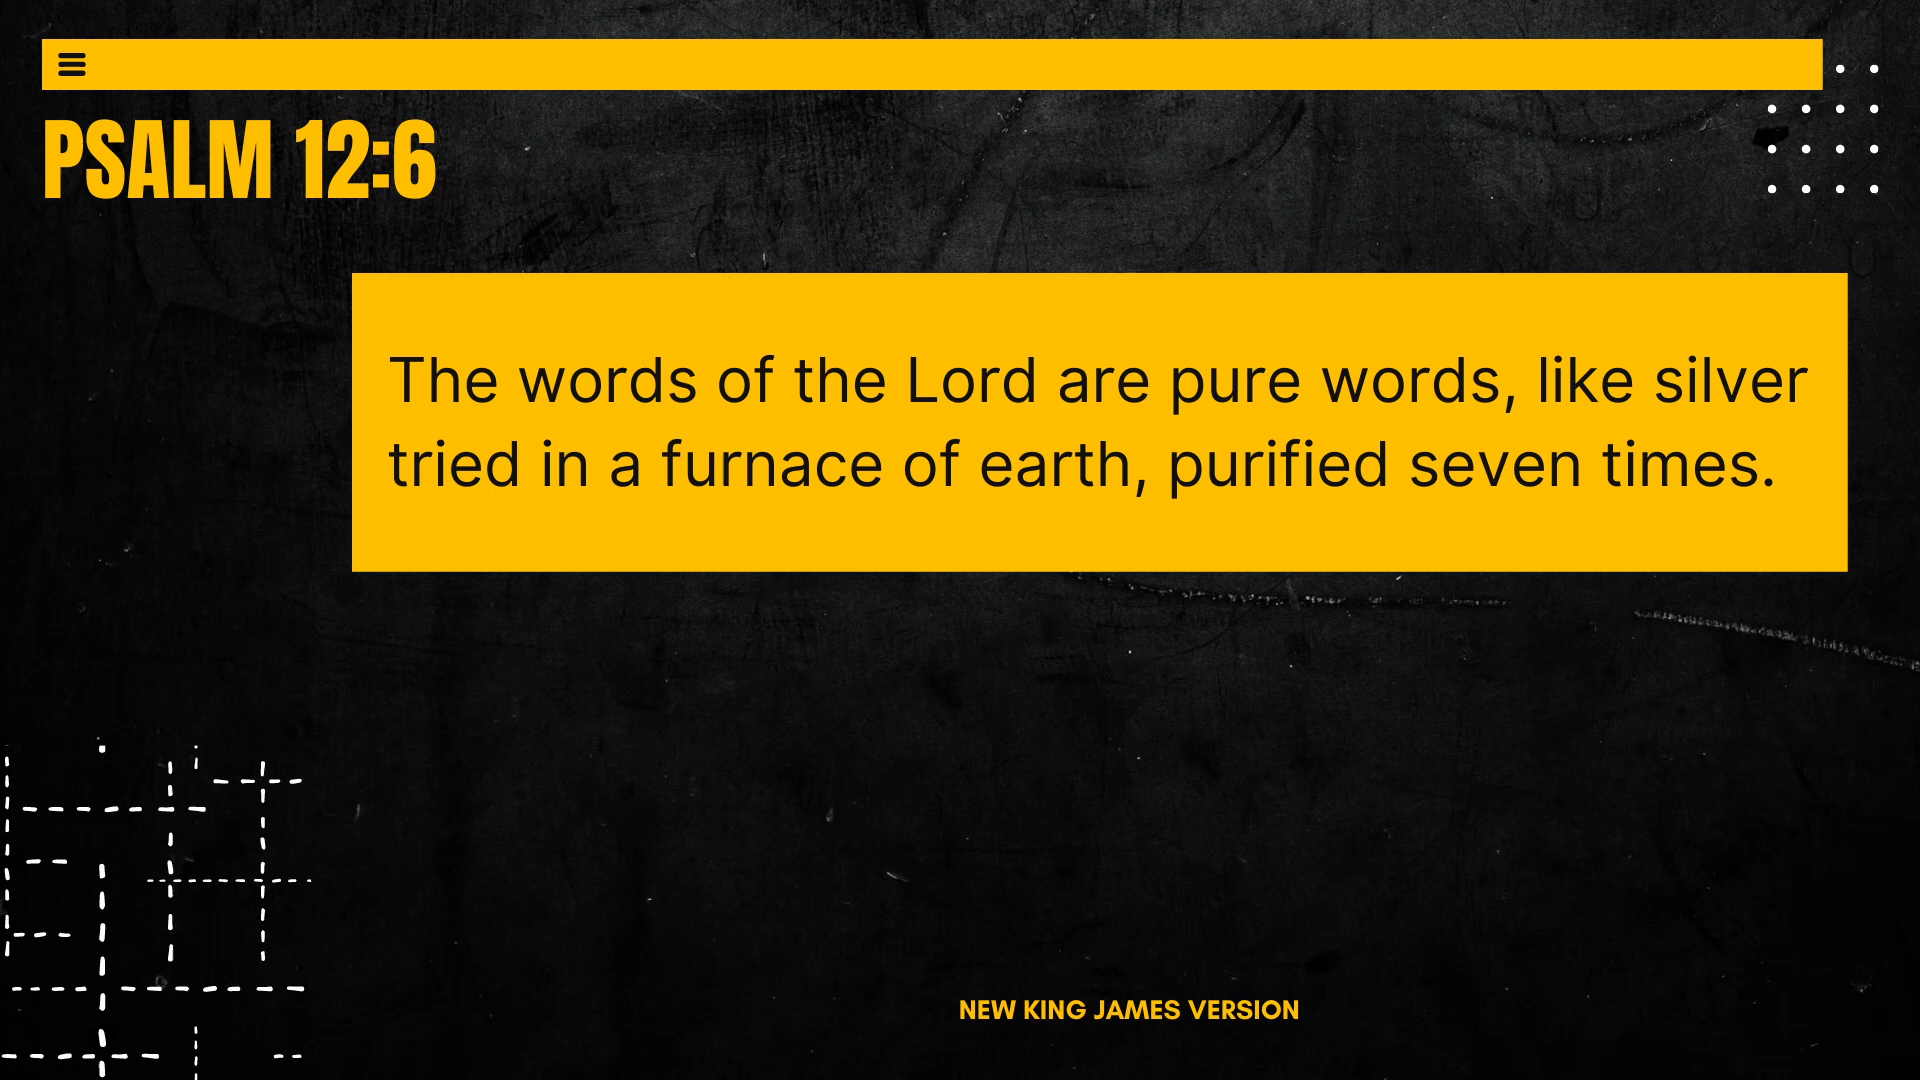 PSALM 12:6
The words of the Lord are pure words, like silver
tried in a furnace of earth, purified seven times.
NEW KING JAMES VERSION